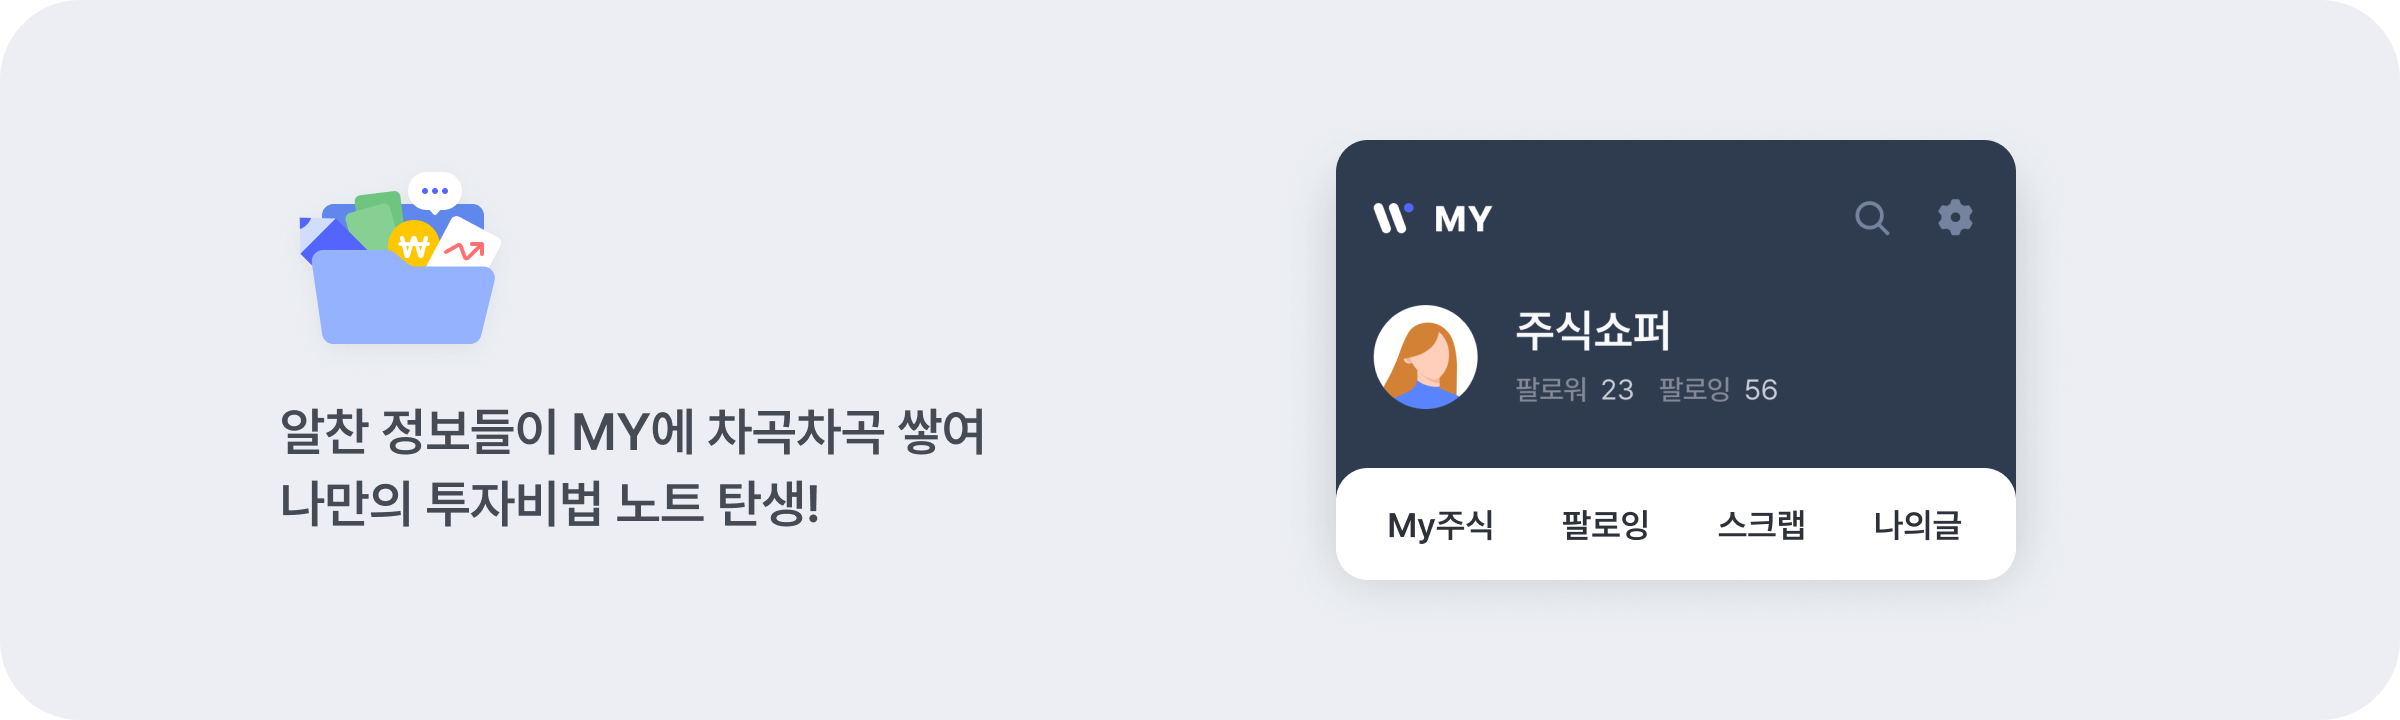 알찬 정보들이 MY에 차곡차곡 쌓여
나만의 투자비법 노트 탄생!
MY
주식쇼퍼
팔로워 23 팔로잉 56
My주식 팔로잉 스크랩 나의글